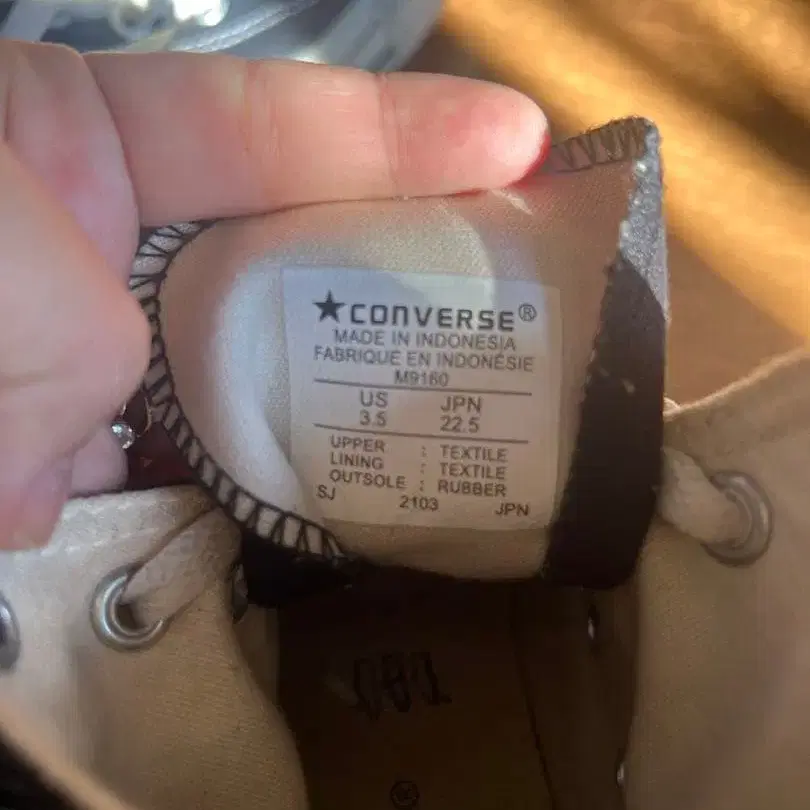 ★CONVERSE®
MADE IN INDONESIA
FABRIQUE EN INDONÉSIE
M9160
US JPN
3.5 22.5
UPPER : TEXTILE
LINING : TEXTILE
OUTSOLE : RUBBER
SJ 2103 JPN